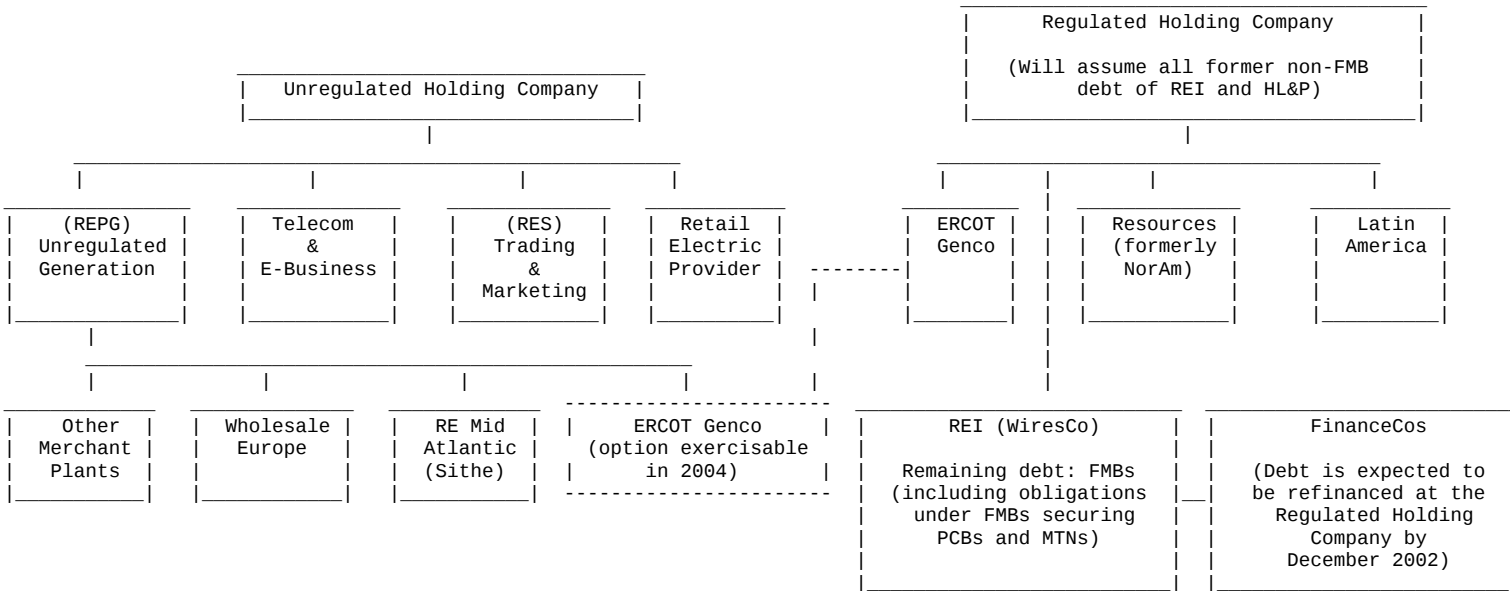 Regulated Holding Company
(Will assume all former non-FMB
debt of REI and HL&P)
Unregulated Holding Company
(REPG)
Unregulated
Generation
Telecom
&
E-Business
(RES)
Trading
&
Marketing
Retail
Electric
Provider
ERCOT
Genco
Resources
(formerly
NorAm)
Latin
America
Other
Merchant
Plants
Wholesale
Europe
RE Mid
Atlantic
(Sithe)
ERCOT Genco
(option exercisable
in 2004)
REI (WiresCo)
Remaining debt: FMBs
(including obligations
under FMBs securing
PCBs and MTNs)
FinanceCos
(Debt is expected to
be refinanced at the
Regulated Holding
Company by
December 2002)